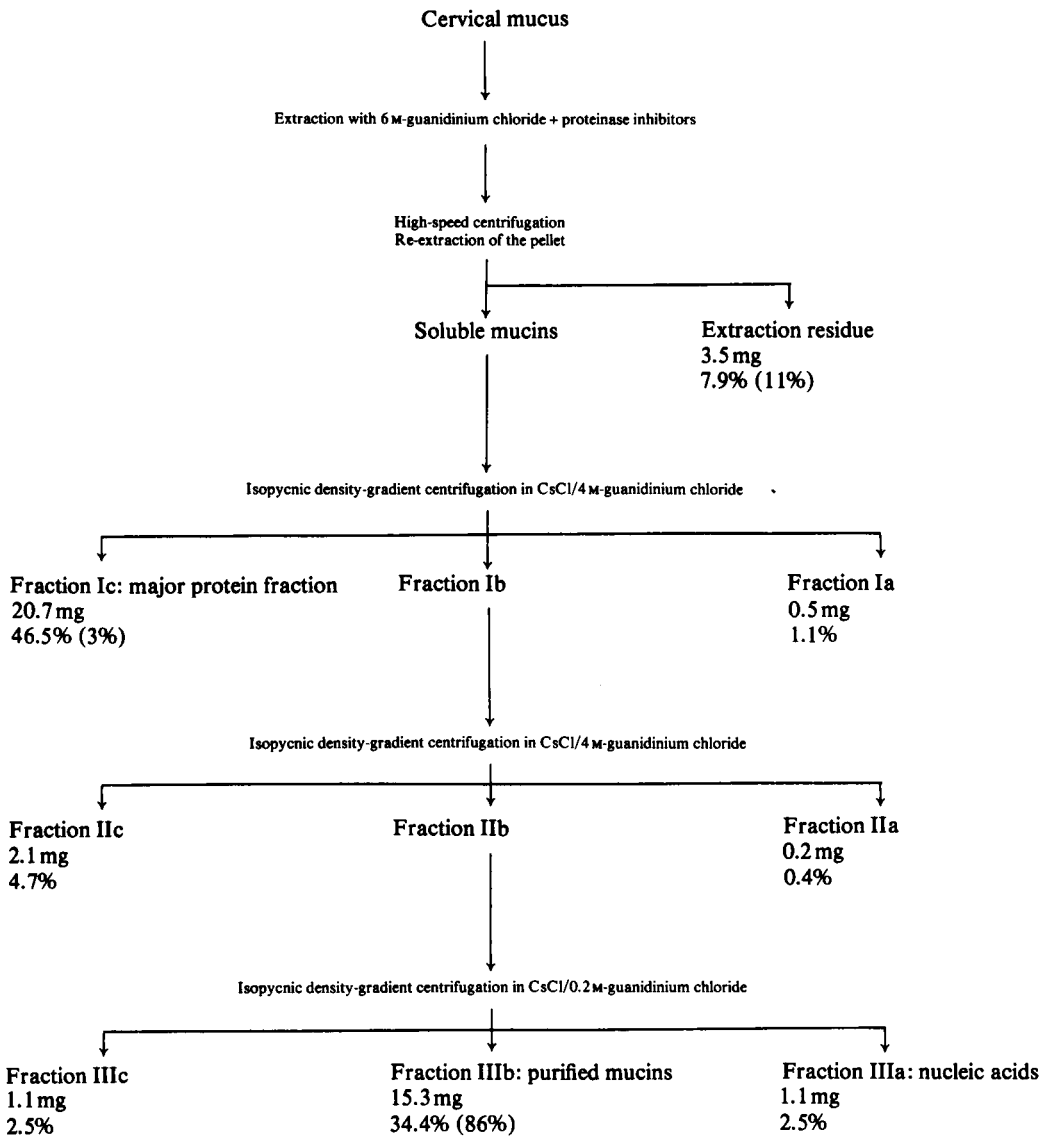 Cervical mucus
Extraction with 6 M-guanidinium chloride + proteinase inhibitors
High-speed centrifugation
Re-extraction of the pellet
Soluble mucins
Extraction residue
3.5 mg
7.9% (11%)
Isopycnic density-gradient centrifugation in CsCl/4 M-guanidinium chloride
Fraction Ic: major protein fraction
20.7 mg
46.5% (3%)
Fraction Ib
Fraction Ia
0.5 mg
1.1%
Isopycnic density-gradient centrifugation in CsCl/4 M-guanidinium chloride
Fraction IIc
2.1 mg
4.7%
Fraction IIb
Fraction IIa
0.2 mg
0.4%
Isopycnic density-gradient centrifugation in CsCl/0.2 M-guanidinium chloride
Fraction IIIc
1.1 mg
2.5%
Fraction IIIb: purified mucins
15.3 mg
34.4% (86%)
Fraction IIIa: nucleic acids
1.1 mg
2.5%